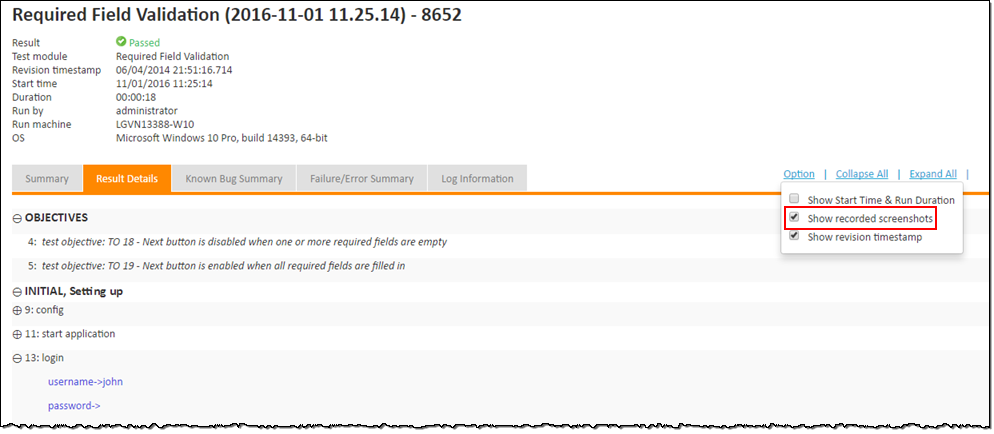 Required Field Validation (2016-11-01 11.25.14) - 8652
Result Passed
Test module Required Field Validation
Revision timestamp 06/04/2014 21:51:16.714
Start time 11/01/2016 11:25:14
Duration 00:00:18
Run by administrator
Run machine LGVN13388-W10
OS Microsoft Windows 10 Pro, build 14393, 64-bit
Summary Result Details Known Bug Summary Failure/Error Summary Log Information Option | Collapse All | Expand All |
Show Start Time & Run Duration
Show recorded screenshots
Show revision timestamp
OBJECTIVES
4: test objective: TO 18 - Next button is disabled when one or more required fields are empty
5: test objective: TO 19 - Next button is enabled when all required fields are filled in
INITIAL, Setting up
9: config
11: start application
13: login
username->john
password->